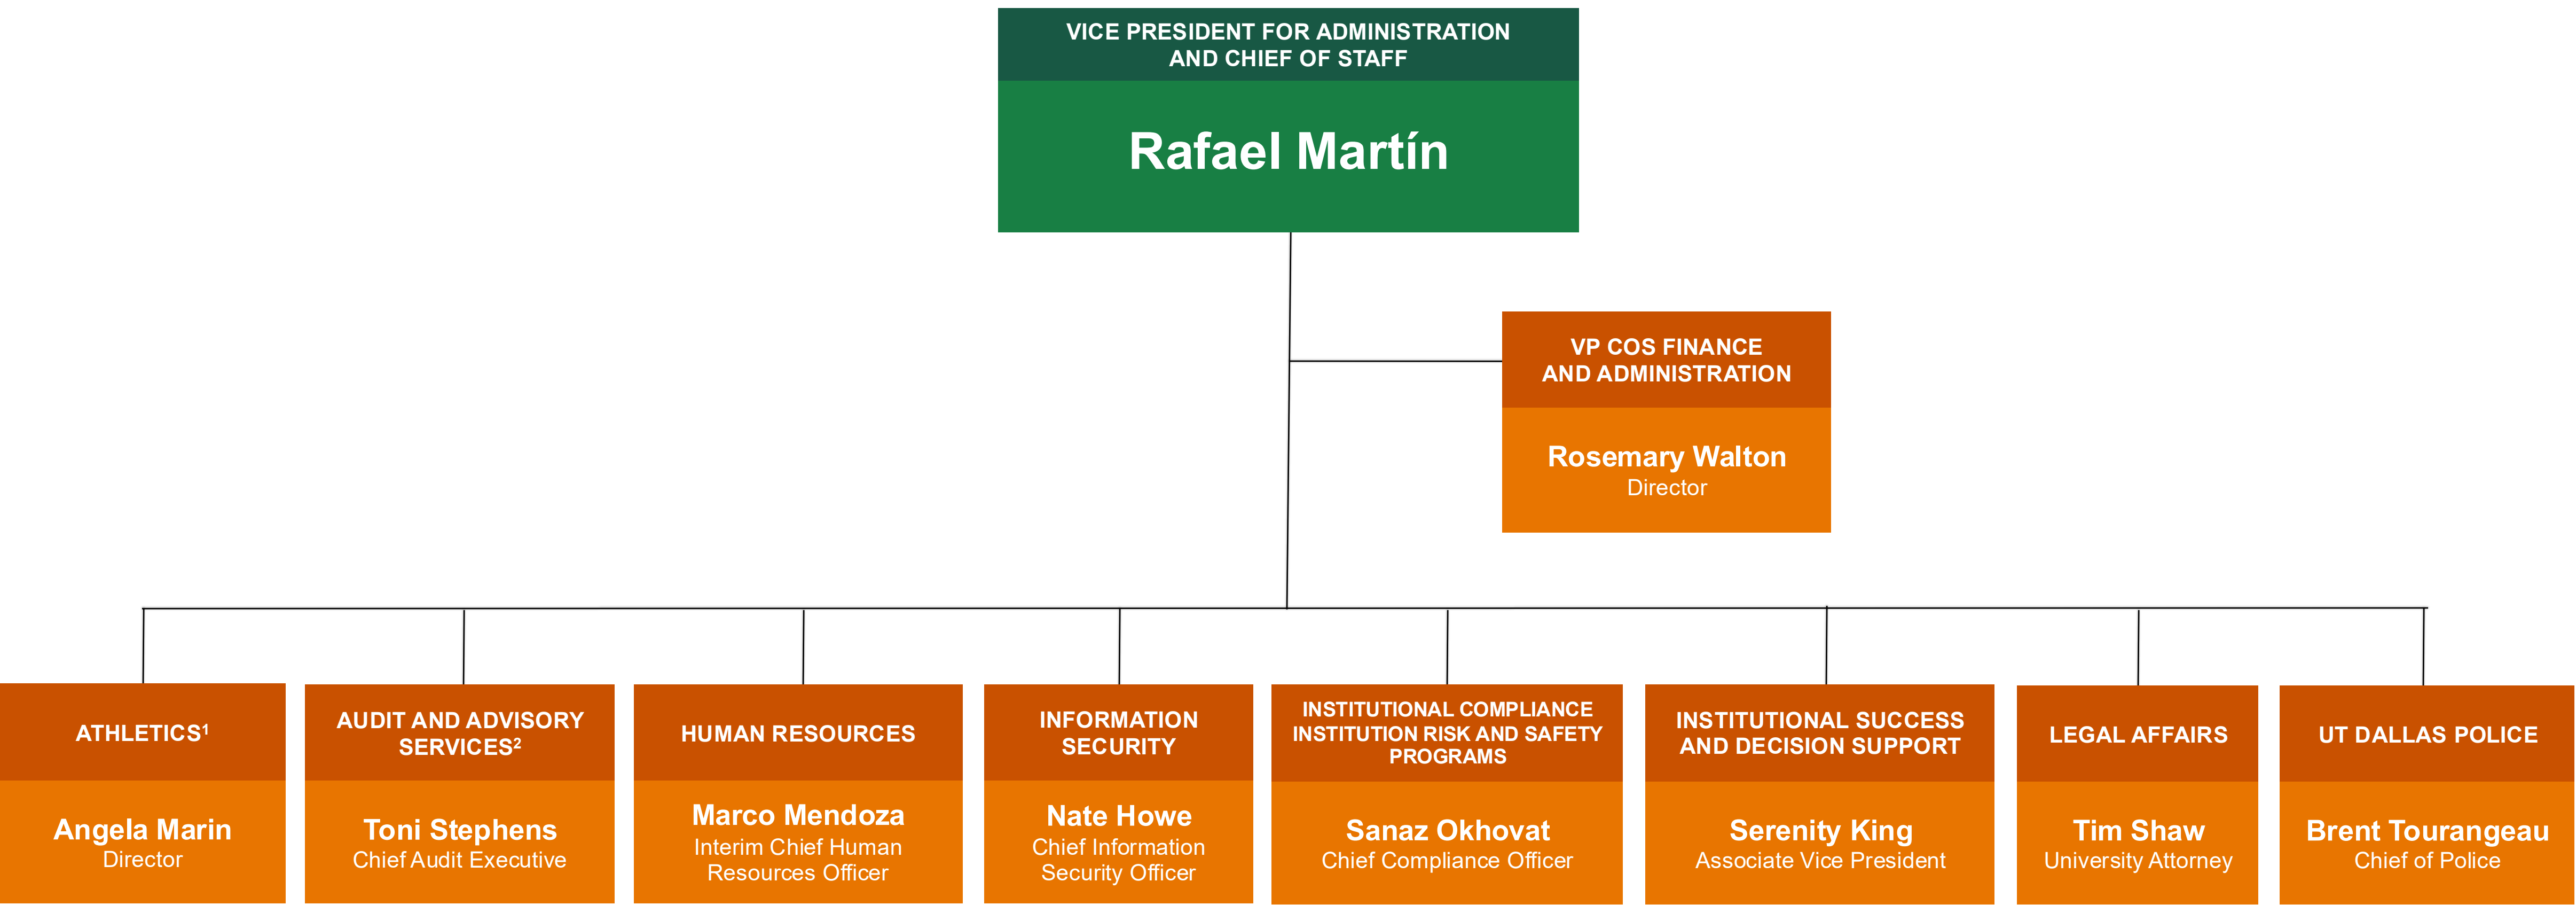 VICE PRESIDENT FOR ADMINISTRATION
AND CHIEF OF STAFF
Rafael Martín
VP COS FINANCE
AND ADMINISTRATION
Rosemary Walton
Director
ATHLETICS¹
Angela Marin
Director
AUDIT AND ADVISORY
SERVICES²
Toni Stephens
Chief Audit Executive
HUMAN RESOURCES
Marco Mendoza
Interim Chief Human
Resources Officer
INFORMATION
SECURITY
Nate Howe
Chief Information
Security Officer
INSTITUTIONAL COMPLIANCE
INSTITUTION RISK AND SAFETY
PROGRAMS
Sanaz Okhovat
Chief Compliance Officer
INSTITUTIONAL SUCCESS
AND DECISION SUPPORT
Serenity King
Associate Vice President
LEGAL AFFAIRS
Tim Shaw
University Attorney
UT DALLAS POLICE
Brent Tourangeau
Chief of Police